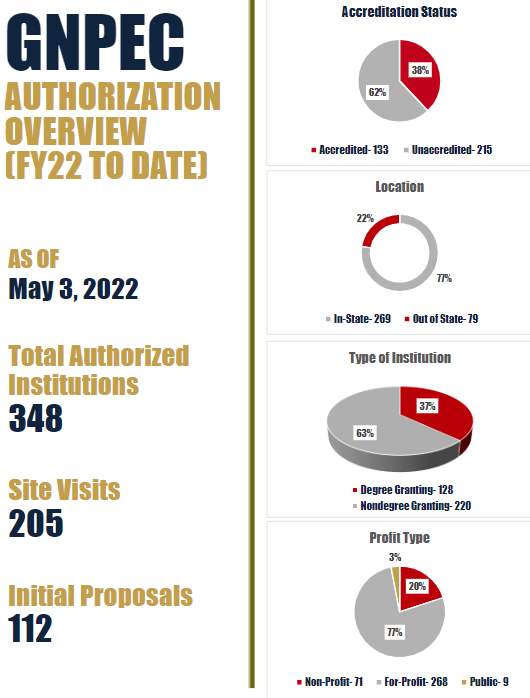 GNPEC
AUTHORIZATION
OVERVIEW
(FY22 TO DATE)
AS OF
May 3, 2022
Total Authorized
Institutions
348
Site Visits
205
Initial Proposals
112
Accreditation Status
38%
62%
Accredited- 133 Unaccredited- 215
Location
22%
77%
In-State- 269 Out of State- 79
Type of Institution
37%
63%
Degree Granting- 128
Nondegree Granting- 220
Profit Type
3%
20%
77%
Non-Profit- 71 For-Profit- 268 Public- 9